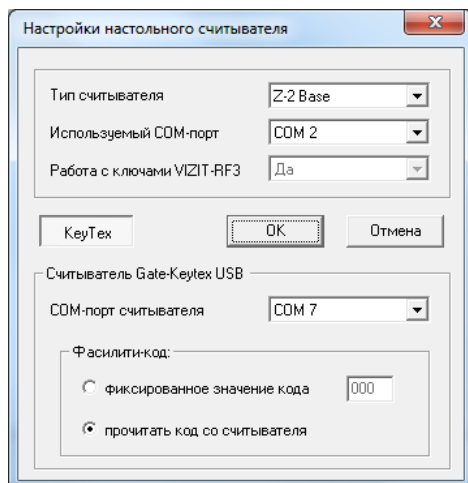 Настройки настольного считывателя
Тип считывателя Z-2 Base
Используемый COM-порт COM 2
Работа с ключами VIZIT-RF3 Да
KeyTex OK Отмена
Считыватель Gate-Keytex USB
COM-порт считывателя COM 7
Фасилити-код:
фиксированное значение кода 000
прочитать код со считывателя